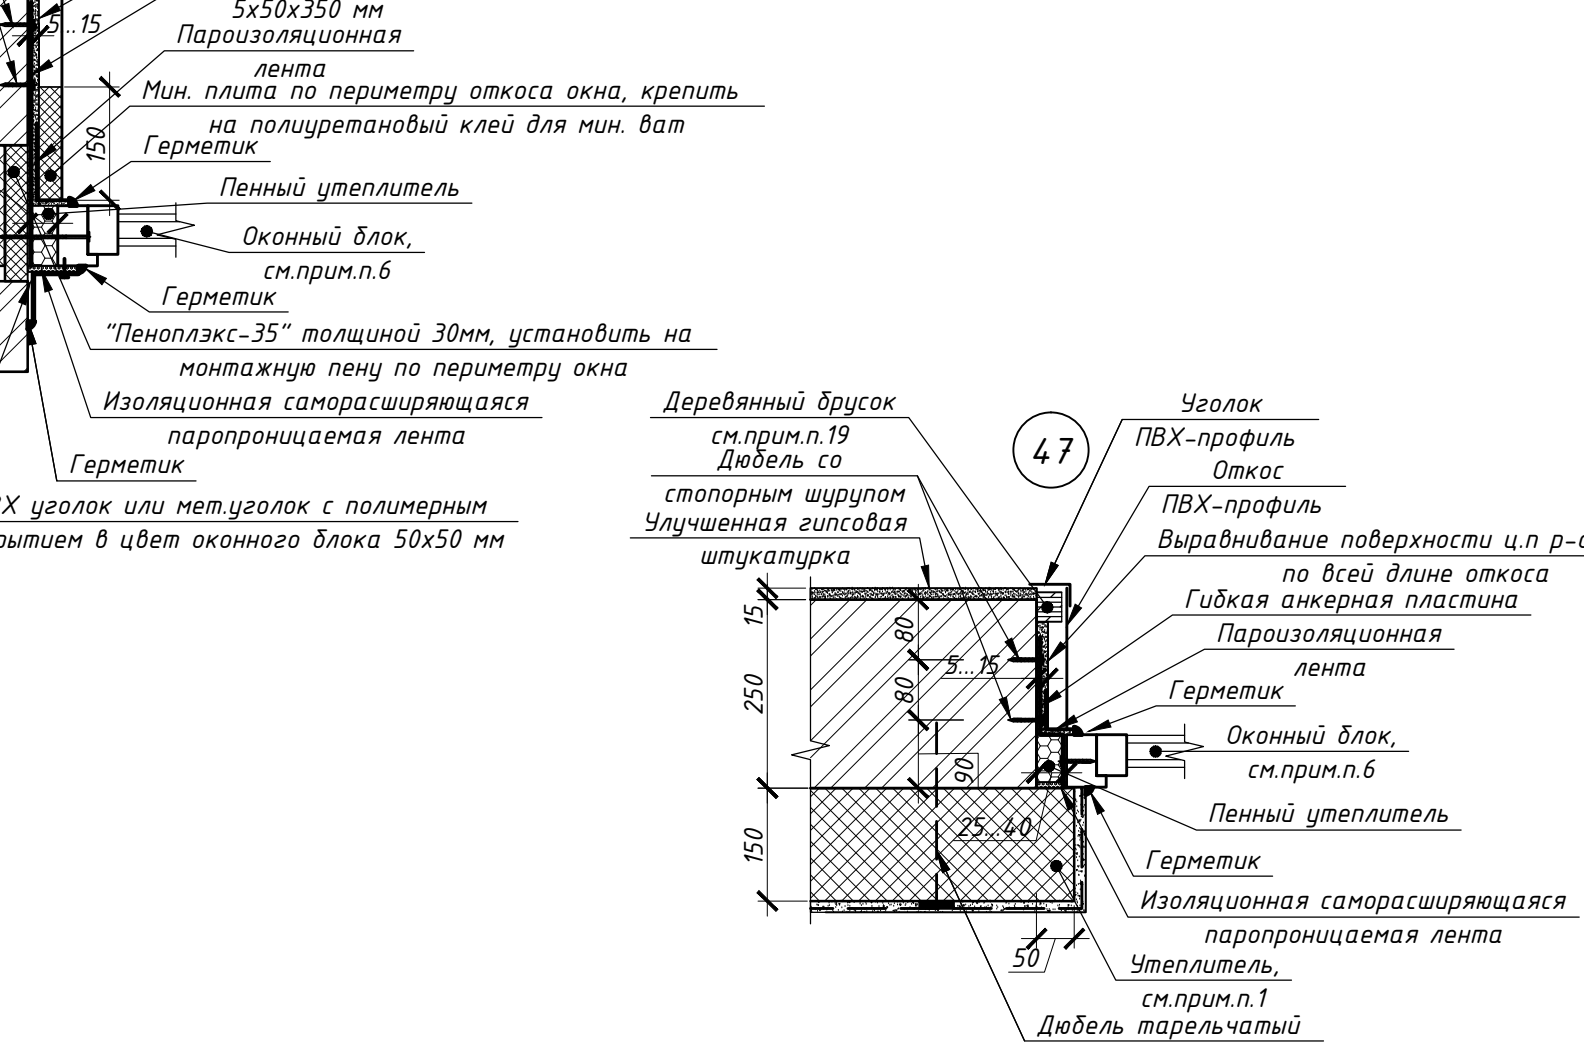 5...15
5х50х350 мм
Пароизоляционная
лента
Мин. плита по периметру откоса окна, крепить
на полиуретановый клей для мин. ват
150
Герметик
Пенный утеплитель
Оконный блок,
см.прим.п.6
Герметик
"Пеноплэкс-35" толщиной 30мм, установить на
монтажную пену по периметру окна
Изоляционная саморасширяющаяся
паропроницаемая лента
Герметик
уголок или мет.уголок с полимерным
в цвет оконного блока 50х50 мм
Деревянный брусок
см.прим.п.19
Дюбель со
стопорным шурупом
Улучшенная гипсовая
штукатурка
47
Уголок
ПВХ-профиль
Откос
ПВХ-профиль
Выравнивание поверхности ц.п
по всей длине откоса
Гибкая анкерная пластина
Пароизоляционная
лента
Герметик
Оконный блок,
см.прим.п.6
Пенный утеплитель
Герметик
Изоляционная саморасширяющаяся
паропроницаемая лента
Утеплитель,
см.прим.п.1
Дюбель тарельчатый
15
250
150
80
80
90
5...15
25...40
50